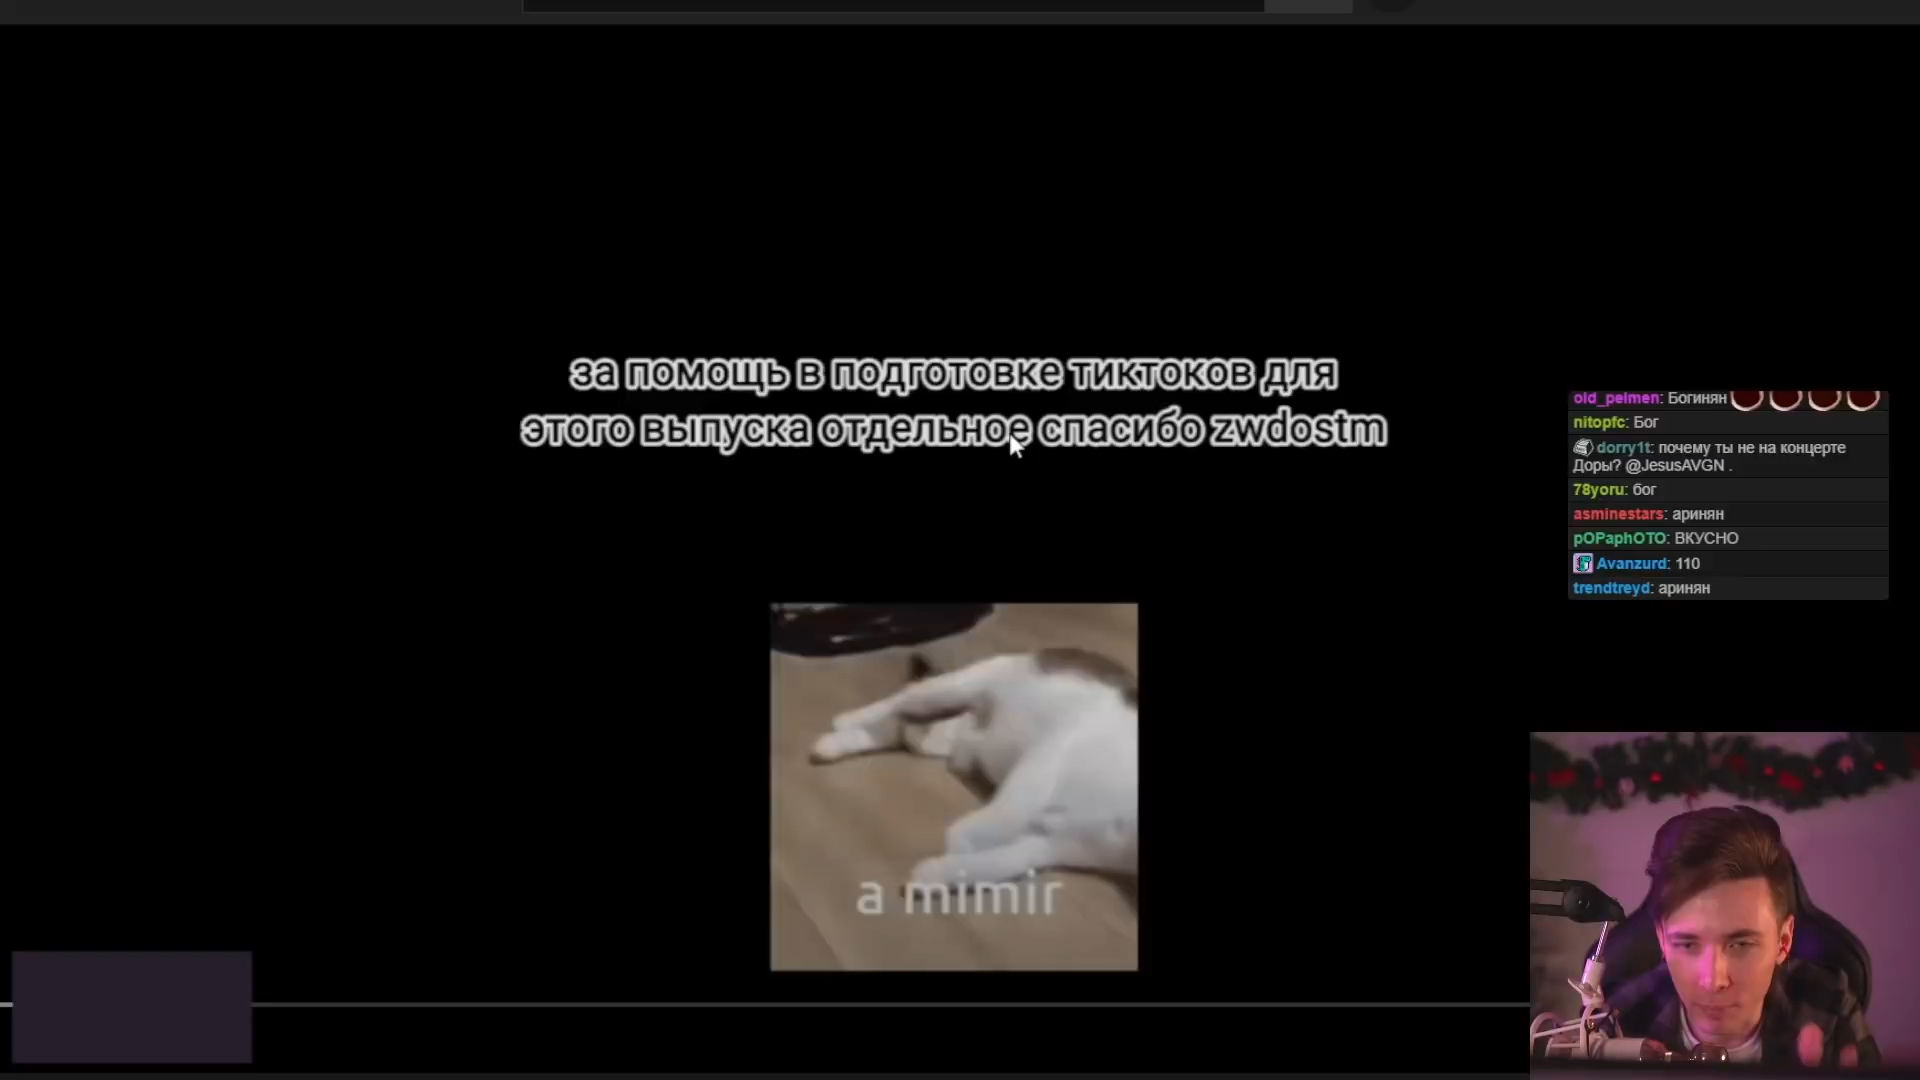 за помощь в подготовке тиктоков для
этого выпуска отдельное спасибо zwdostm
old_pelmen: Богинян
nitopfc: Бог
dorry1t: почему ты не на концерте
Доры? @JesusAVGN .
78yoru: бог
asminestars: аринян
pOPaphOTO: ВКУСНО
Avanzurd: 110
trendtreyd: аринян
a mimir